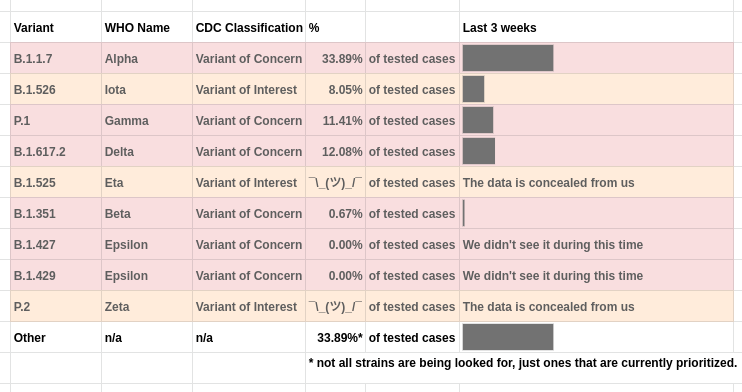 Variant WHO Name CDC Classification % Last 3 weeks
B.1.1.7 Alpha Variant of Concern 33.89% of tested cases
B.1.526 Iota Variant of Interest 8.05% of tested cases
P.1 Gamma Variant of Concern 11.41% of tested cases
B.1.617.2 Delta Variant of Concern 12.08% of tested cases
B.1.525 Eta Variant of Interest ¯\_(ツ)_/¯ of tested cases The data is concealed from us
B.1.351 Beta Variant of Concern 0.67% of tested cases
B.1.427 Epsilon Variant of Concern 0.00% of tested cases We didn't see it during this time
B.1.429 Epsilon Variant of Concern 0.00% of tested cases We didn't see it during this time
P.2 Zeta Variant of Interest ¯\_(ツ)_/¯ of tested cases The data is concealed from us
Other n/a n/a 33.89%* of tested cases
* not all strains are being looked for, just ones that are currently prioritized.